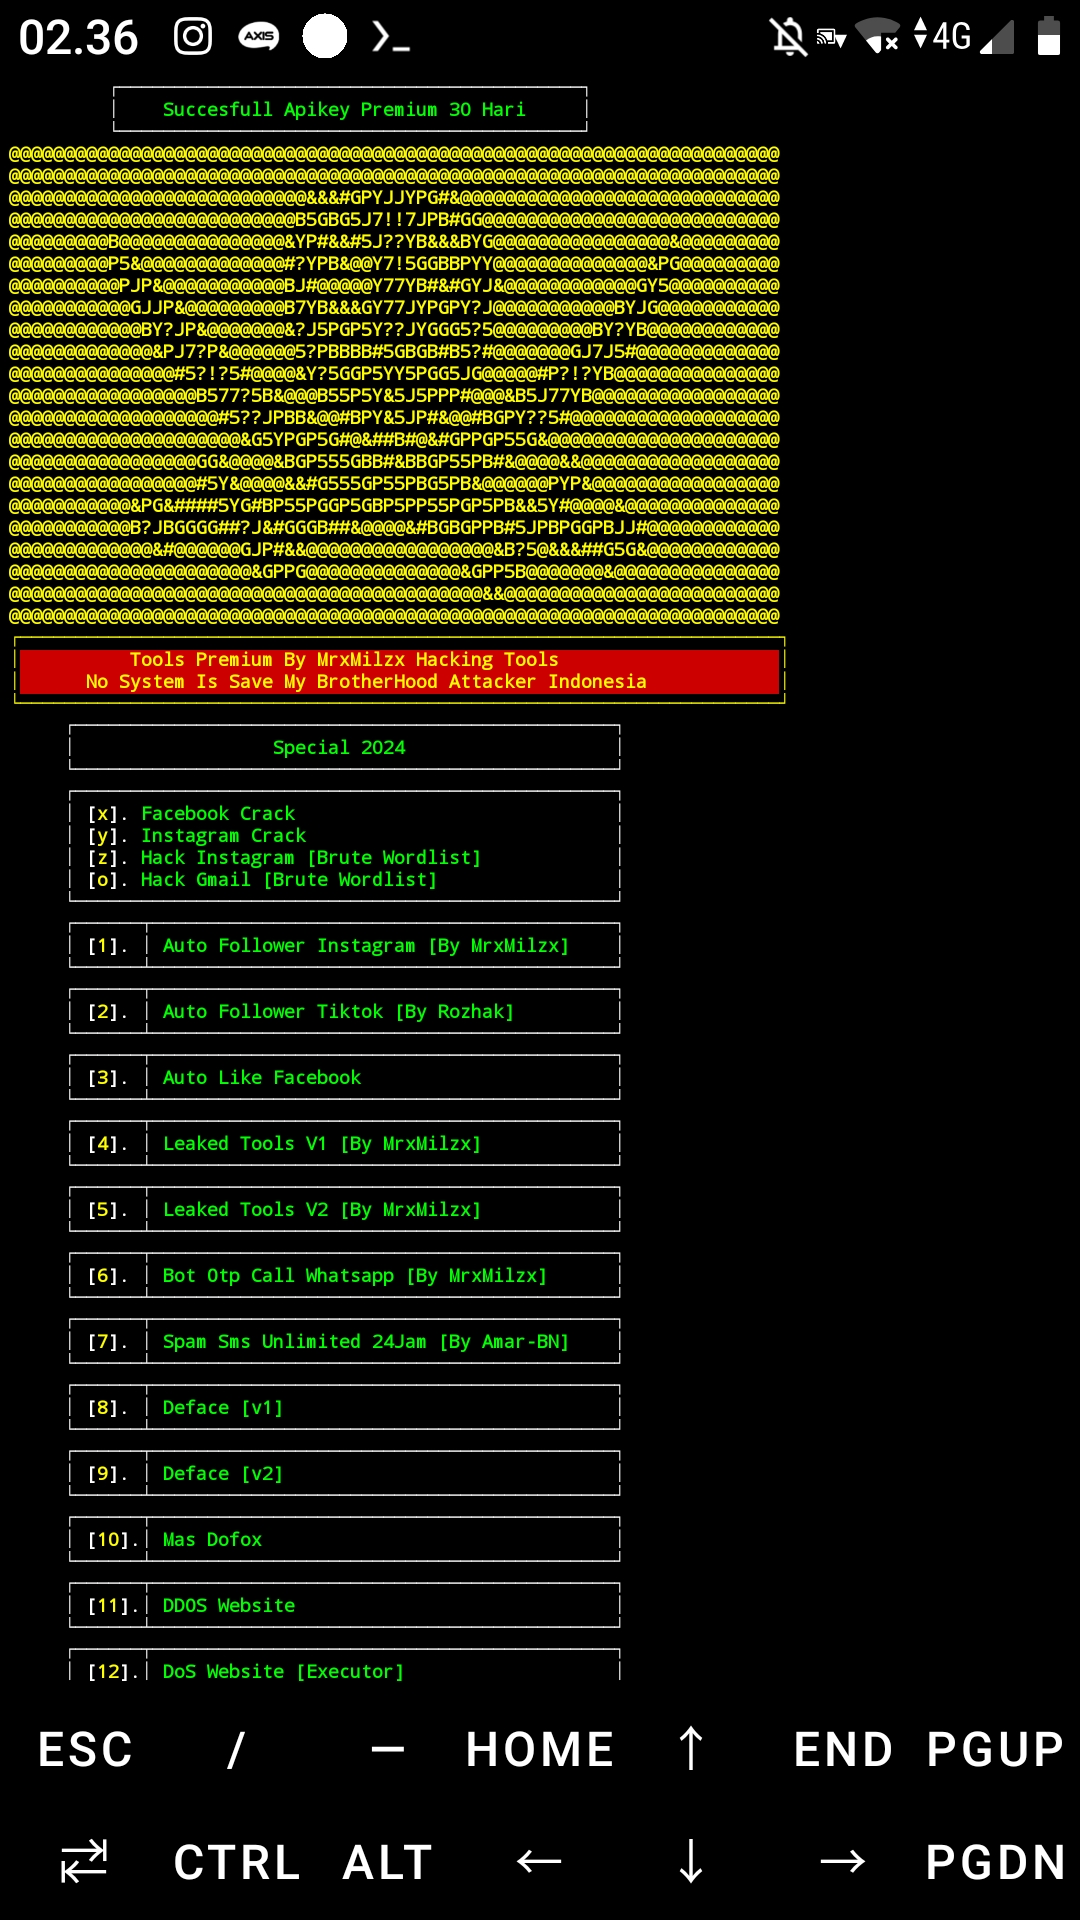 02.36 AXIS 4G
Succesfull Apikey Premium 30 Hari
@@@@@@@@@@@@@@@@@@@@@@@@@@@@@@@@@@@@@@@@@@@@@@@@@@@@@@@@@@@@@@@@@@@@@@
@@@@@@@@@@@@@@@@@@@@@@@@@@@@@@@@@@@@@@@@@@@@@@@@@@@@@@@@@@@@@@@@@@@@@@
@@@@@@@@@@@@@@@@@@@@@@@@@@@&&&#GPYJJYPG#&@@@@@@@@@@@@@@@@@@@@@@@@@@@@@
@@@@@@@@@@@@@@@@@@@@@@@@@@B5GBG5J7!!7JPB#GG@@@@@@@@@@@@@@@@@@@@@@@@@@@
@@@@@@@@@B@@@@@@@@@@@@@@@&YP#&&#5J??YB&&&BYG@@@@@@@@@@@@@@@@&@@@@@@@@@
@@@@@@@@@P5&@@@@@@@@@@@@@#?YPB&@@Y7!5GGBBPYY@@@@@@@@@@@@@@&PG@@@@@@@@@
@@@@@@@@@@PJP&@@@@@@@@@@@BJ#@@@@@Y77YB#&#GYJ&@@@@@@@@@@@@GY5@@@@@@@@@@
@@@@@@@@@@@GJJP&@@@@@@@@@B7YB&&&GY77JYPGPY?J@@@@@@@@@@@BYJG@@@@@@@@@@@
@@@@@@@@@@@@BY?JP&@@@@@@@&?J5PGP5Y??JYGGG5?5@@@@@@@@@BY?YB@@@@@@@@@@@@
@@@@@@@@@@@@@&PJ7?P&@@@@@@5?PBBBB#5GBGB#B5?#@@@@@@@GJ7J5#@@@@@@@@@@@@@
@@@@@@@@@@@@@@@#5?!?5#@@@@&Y?5GGP5YY5PGG5JG@@@@@#P?!?YB@@@@@@@@@@@@@@@
@@@@@@@@@@@@@@@@@B577?5B&@@@B55P5Y&5J5PPP#@@@&B5J77YB@@@@@@@@@@@@@@@@@
@@@@@@@@@@@@@@@@@@@#5??JPBB&@@#BPY&5JP#&@@#BGPY??5#@@@@@@@@@@@@@@@@@@@
@@@@@@@@@@@@@@@@@@@@@&G5YPGP5G#@&##B#@&#GPPGP55G&@@@@@@@@@@@@@@@@@@@@@
@@@@@@@@@@@@@@@@@GG&@@@@&BGP555GBB#&BBGP55PB#&@@@@&&@@@@@@@@@@@@@@@@@@
@@@@@@@@@@@@@@@@@#5Y&@@@@&&#G555GP55PBG5PB&@@@@@@PYP&@@@@@@@@@@@@@@@@@
@@@@@@@@@@@&PG&####5YG#BP55PGGP5GBP5PP55PGP5PB&&5Y#@@@@&@@@@@@@@@@@@@@
@@@@@@@@@@@B?JBGGGG##?J&#GGGB##&@@@@&#BGBGPPB#5JPBPGGPBJJ#@@@@@@@@@@@@
@@@@@@@@@@@@@&#@@@@@@GJP#&&@@@@@@@@@@@@@@@@@&B?5@&&&##G5G&@@@@@@@@@@@@
@@@@@@@@@@@@@@@@@@@@@@&GPPG@@@@@@@@@@@@@@&GPP5B@@@@@@@&@@@@@@@@@@@@@@@
@@@@@@@@@@@@@@@@@@@@@@@@@@@@@@@@@@@@@@@@@@@&&@@@@@@@@@@@@@@@@@@@@@@@@@
@@@@@@@@@@@@@@@@@@@@@@@@@@@@@@@@@@@@@@@@@@@@@@@@@@@@@@@@@@@@@@@@@@@@@@
Tools Premium By MrxMilzx Hacking Tools
No System Is Save My BrotherHood Attacker Indonesia
Special 2024
[x]. Facebook Crack
[y]. Instagram Crack
[z]. Hack Instagram [Brute Wordlist]
[o]. Hack Gmail [Brute Wordlist]
[1]. Auto Follower Instagram [By MrxMilzx]
[2]. Auto Follower Tiktok [By Rozhak]
[3]. Auto Like Facebook
[4]. Leaked Tools V1 [By MrxMilzx]
[5]. Leaked Tools V2 [By MrxMilzx]
[6]. Bot Otp Call Whatsapp [By MrxMilzx]
[7]. Spam Sms Unlimited 24Jam [By Amar-BN]
[8]. Deface [v1]
[9]. Deface [v2]
[10]. Mas Dofox
[11]. DDOS Website
[12]. DoS Website [Executor]
ESC / — HOME ↑ END PGUP
⇄ CTRL ALT ← ↓ → PGDN